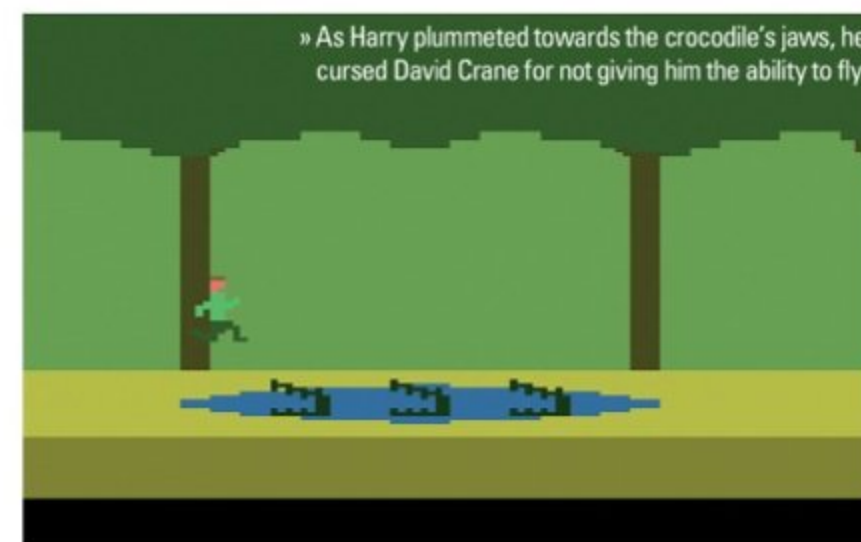 » As Harry plummeted towards the crocodile's jaws, he
cursed David Crane for not giving him the ability to fly